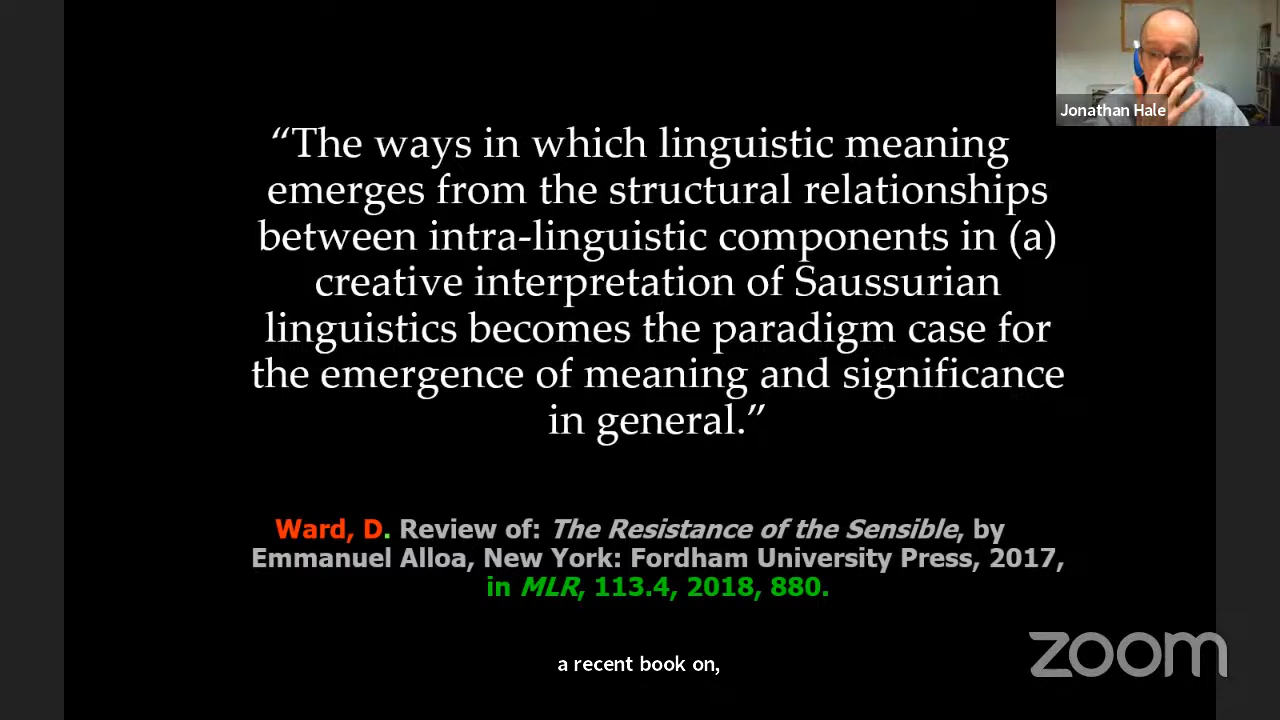 Jonathan Hale
“The ways in which linguistic meaning
emerges from the structural relationships
between intra-linguistic components in (a)
creative interpretation of Saussurian
linguistics becomes the paradigm case for
the emergence of meaning and significance
in general.”
Ward, D. Review of: The Resistance of the Sensible, by
Emmanuel Alloa, New York: Fordham University Press, 2017,
in MLR, 113.4, 2018, 880.
zoom
a recent book on,